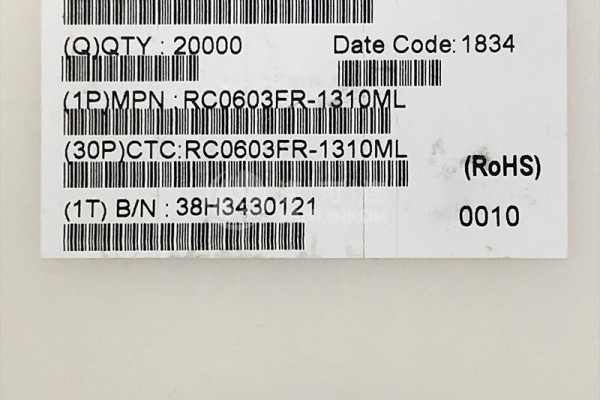 (Q)QTY : 20000 Date Code: 1834
(1P)MPN : RC0603FR-1310ML
(30P)CTC:RC0603FR-1310ML
(RoHS)
(1T) B/N : 38H3430121
0010